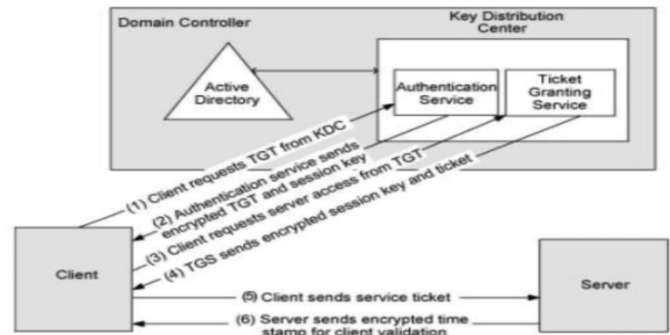 Domain Controller
Key Distribution
Center
Active
Directory
Authentication
Service
Ticket
Granting
Service
(1) Client requests TGT from KDC
(2) Authentication service sends
encrypted TGT and session key
(3) Client requests server access from TGT
(4) TGS sends encrypted session key and ticket
Client
Server
(5) Client sends service ticket
(6) Server sends encrypted time
stamp for client validation